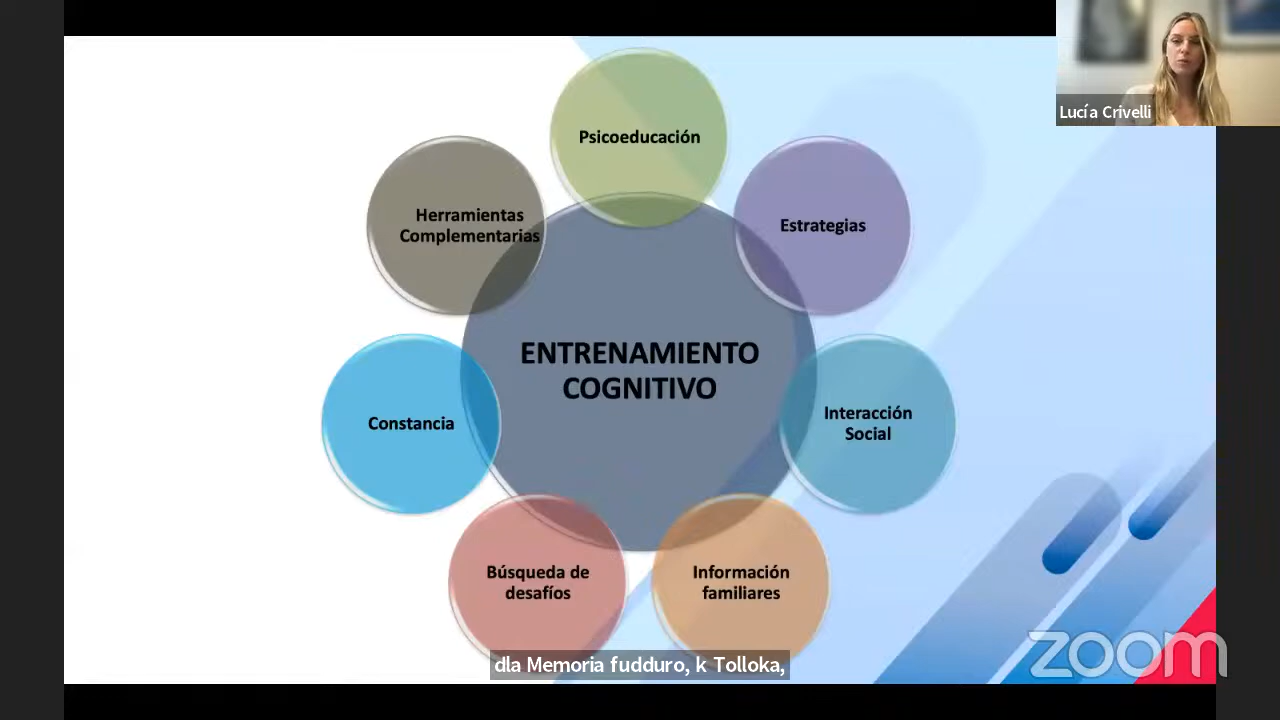 Lucía Crivelli
Psicoeducación
Herramientas
Complementarias
Estrategias
ENTRENAMIENTO
COGNITIVO
Constancia
Interacción
Social
Búsqueda de
desafíos
Información
familiares
dla Memoria fudduro, k Tolloka,
zoom